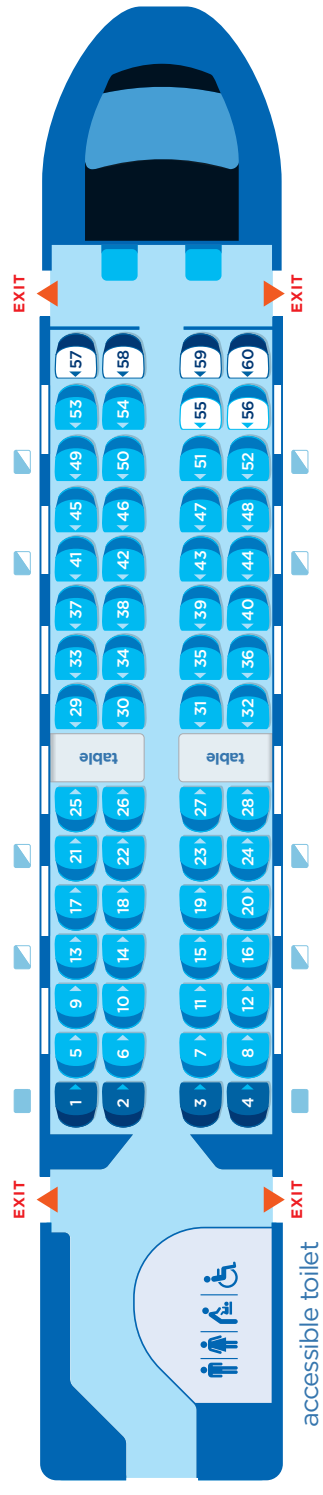 EXIT EXIT
57 58 59 60
53 54 55 56
49 50 51 52
45 46 47 48
41 42 43 44
37 38 39 40
33 34 35 36
29 30 31 32
table table
25 26 27 28
21 22 23 24
17 18 19 20
13 14 15 16
9 10 11 12
5 6 7 8
1 2 3 4
EXIT EXIT
accessible toilet